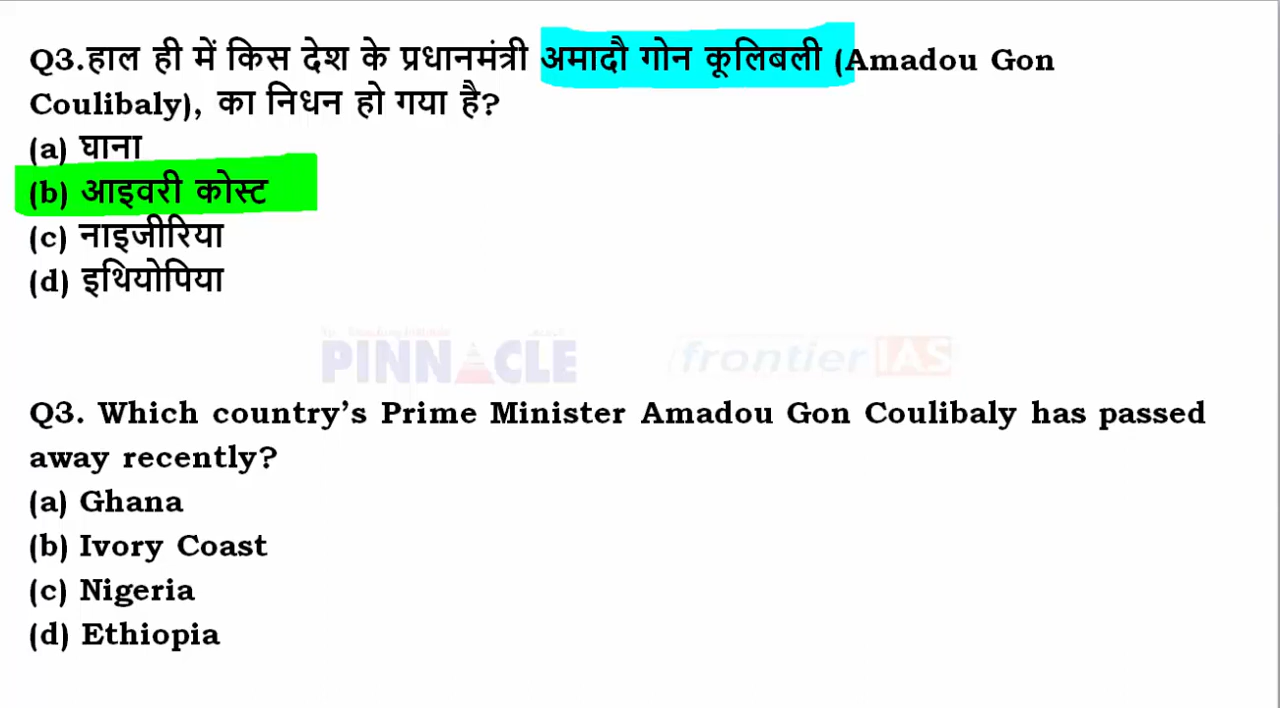 Q3.हाल ही में किस देश के प्रधानमंत्री अमादौ गोन कूलिबली (Amadou Gon
Coulibaly), का निधन हो गया है?
(a) घाना
(b) आइवरी कोस्ट
(c) नाइजीरिया
(d) इथियोपिया
PINNACLE frontier IAS
Q3. Which country's Prime Minister Amadou Gon Coulibaly has passed
away recently?
(a) Ghana
(b) Ivory Coast
(c) Nigeria
(d) Ethiopia